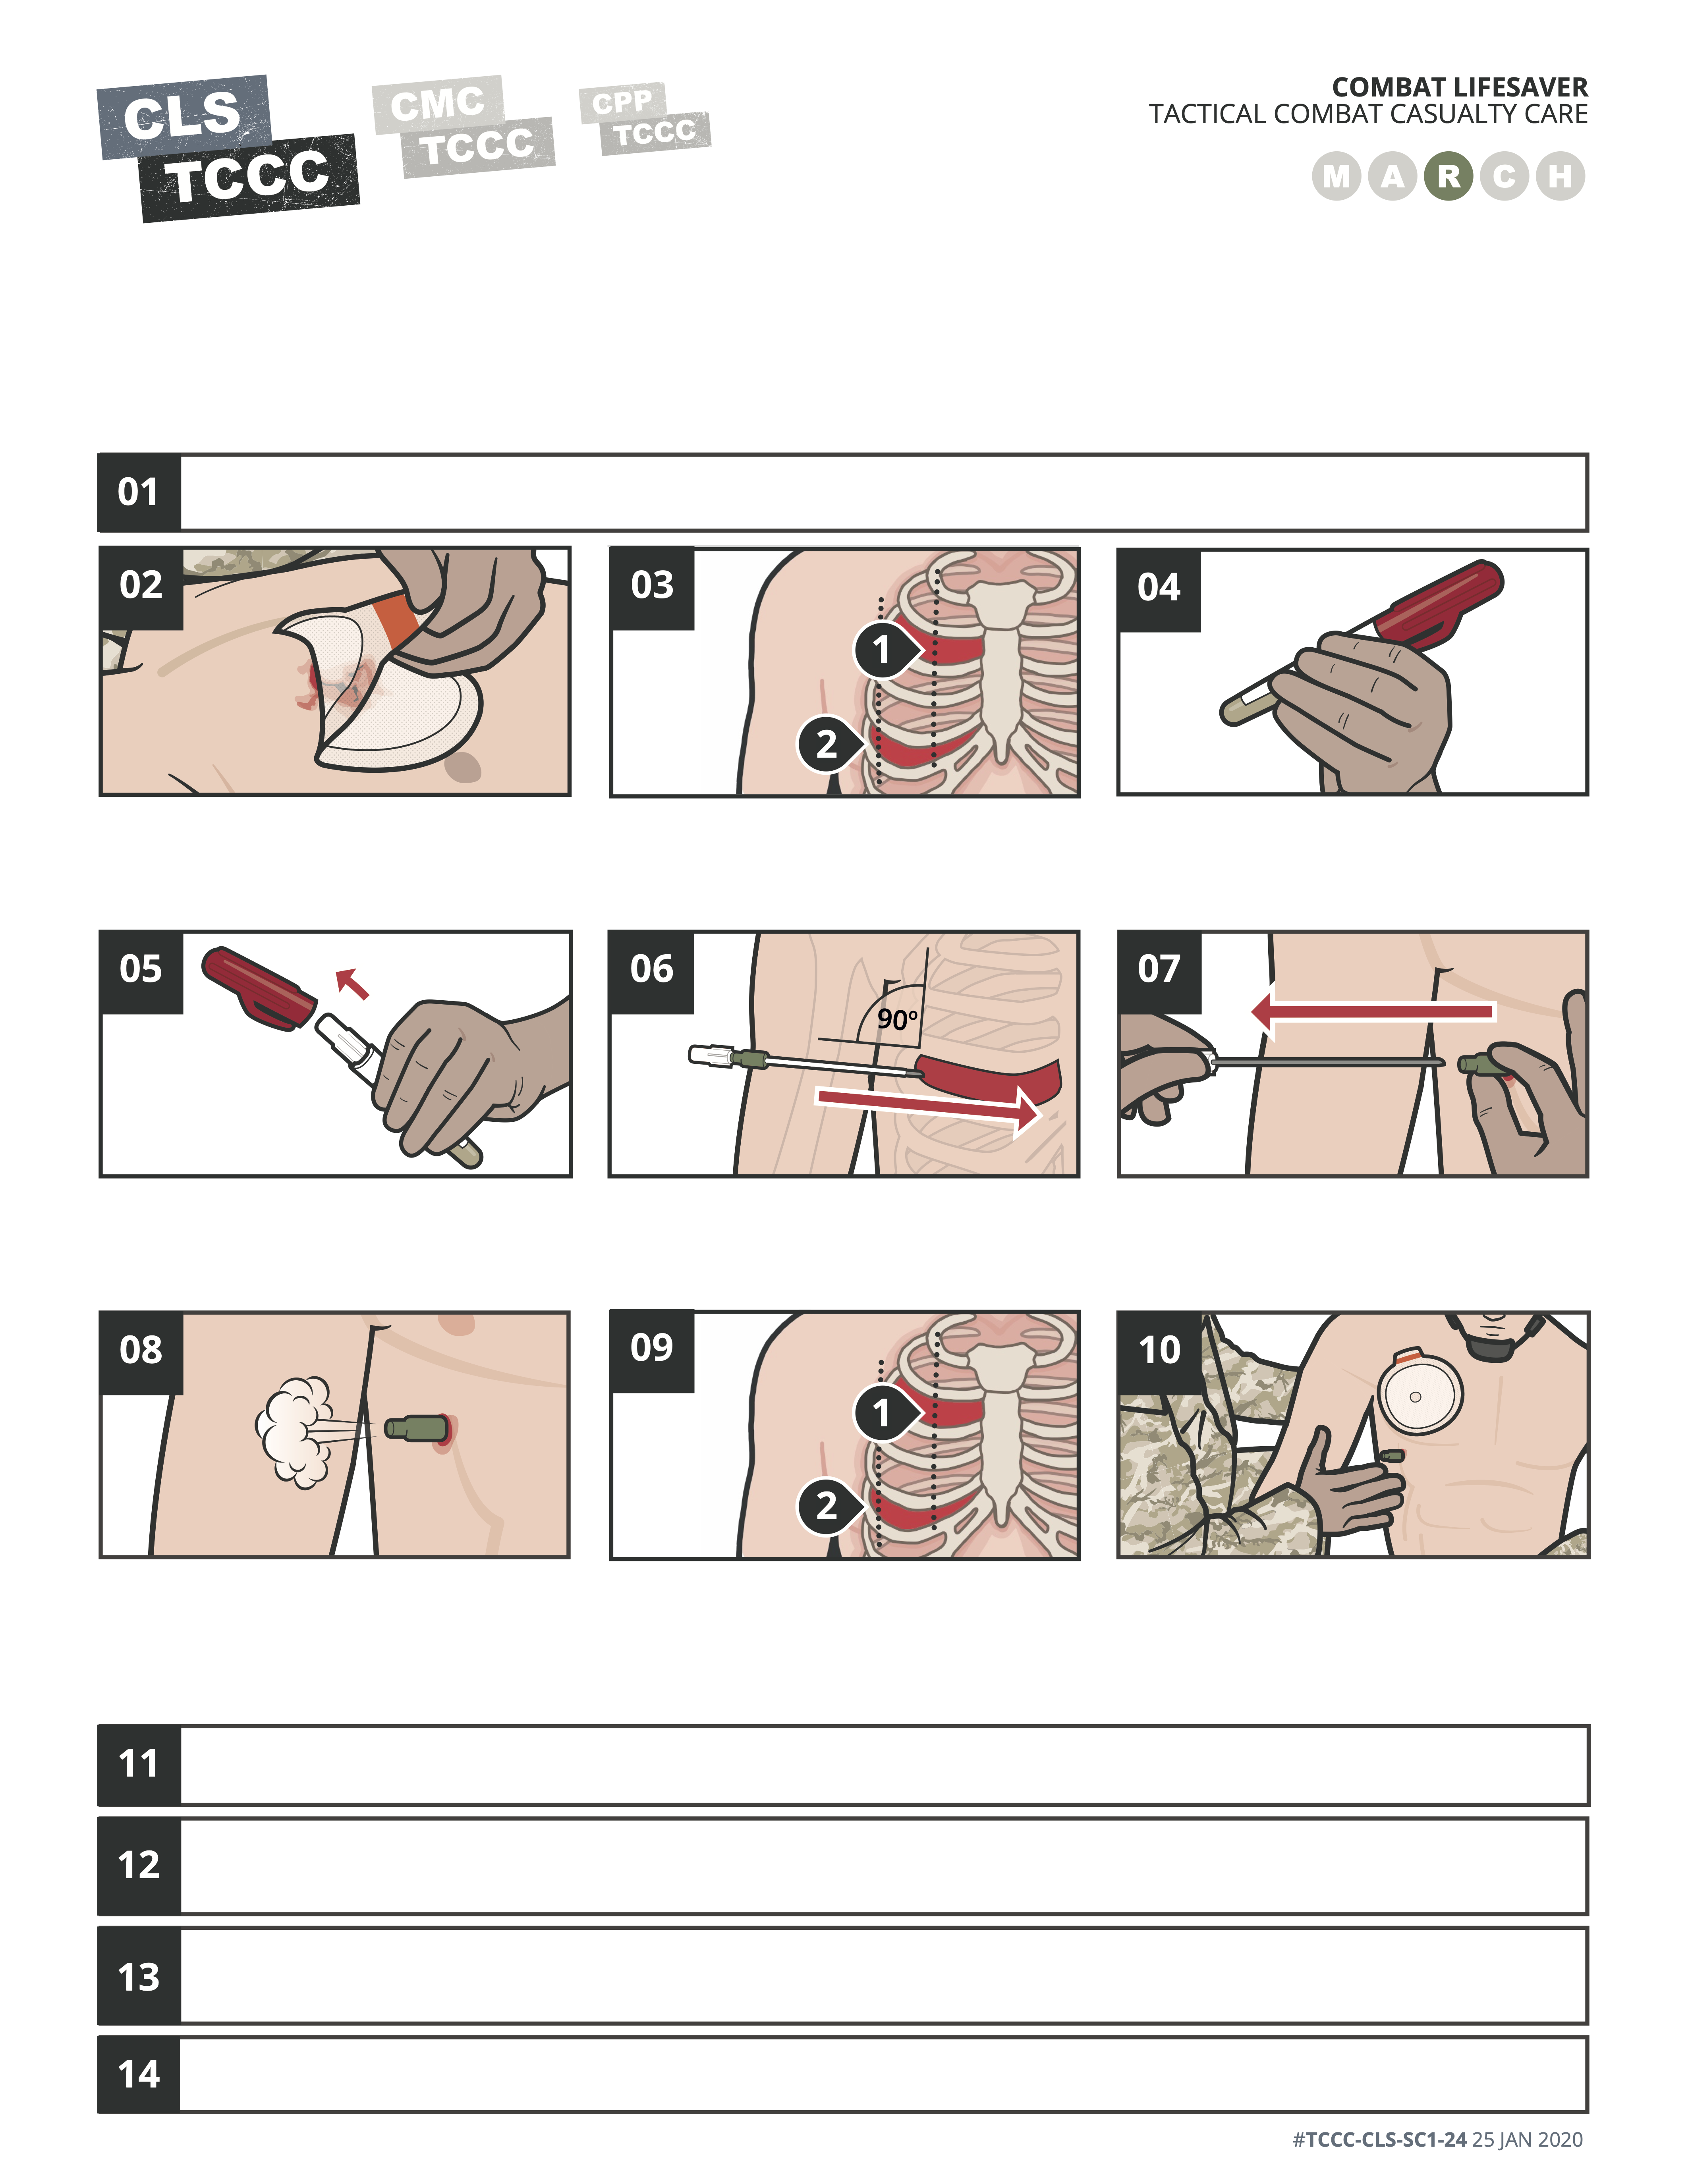 CLS
TCCC
CMC
TCCC
CPP
TCCC
COMBAT LIFESAVER
TACTICAL COMBAT CASUALTY CARE
M A R C H
01
02
03
1
2
04
05
06
90º
07
08
09
1
2
10
11
12
13
14
#TCCC-CLS-SC1-24 25 JAN 2020